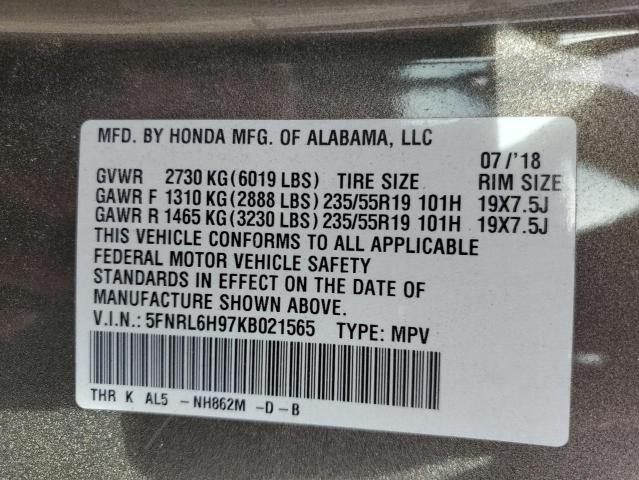 MFD. BY HONDA MFG. OF ALABAMA, LLC
07/'18
GVWR 2730 KG(6019 LBS) TIRE SIZE RIM SIZE
GAWR F 1310 KG(2888 LBS)235/55R19 101H 19X7.5J
GAWR R 1465 KG(3230 LBS)235/55R19 101H 19X7.5J
THIS VEHICLE CONFORMS TO ALL APPLICABLE
FEDERAL MOTOR VEHICLE SAFETY
STANDARDS IN EFFECT ON THE DATE OF
MANUFACTURE SHOWN ABOVE.
V.I.N.: 5FNRL6H97KB021565 TYPE: MPV
THR K AL5 -NH862M -D-B